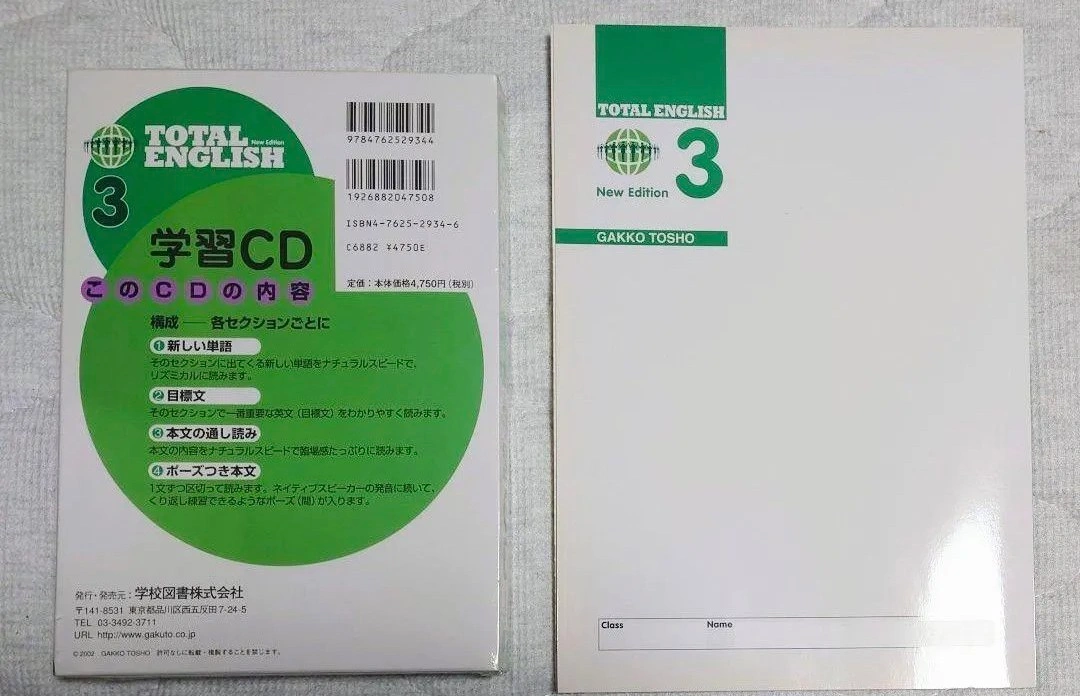 TOTAL
New Edition
ENGLISH
3
9784762529344
1926882047508
ISBN4-7625-2934-6
C6882 ¥4750E
定価：本体価格4,750円（税別）
学習CD
このCDの内容
構成 ── 各セクションごとに
❶新しい単語
そのセクションに出てくる新しい単語をナチュラルスピードで、
リズミカルに読みます。
❷目標文
そのセクションで一番重要な英文（目標文）をわかりやすく読みます。
❸本文の通し読み
本文の内容をナチュラルスピードで臨場感たっぷりに読みます。
❹ポーズつき本文
1文ずつ区切って読みます。ネイティブスピーカーの発音に続いて、
くり返し練習できるようなポーズ（間）が入ります。
発行・発売元：学校図書株式会社
〒141-8531 東京都品川区西五反田7-24-5
TEL 03-3492-3711
URL http://www.gakuto.co.jp
©2002 GAKKO TOSHO 許可なしに転載・複製することを禁じます。
TOTAL ENGLISH
3
New Edition
GAKKO TOSHO
Class Name